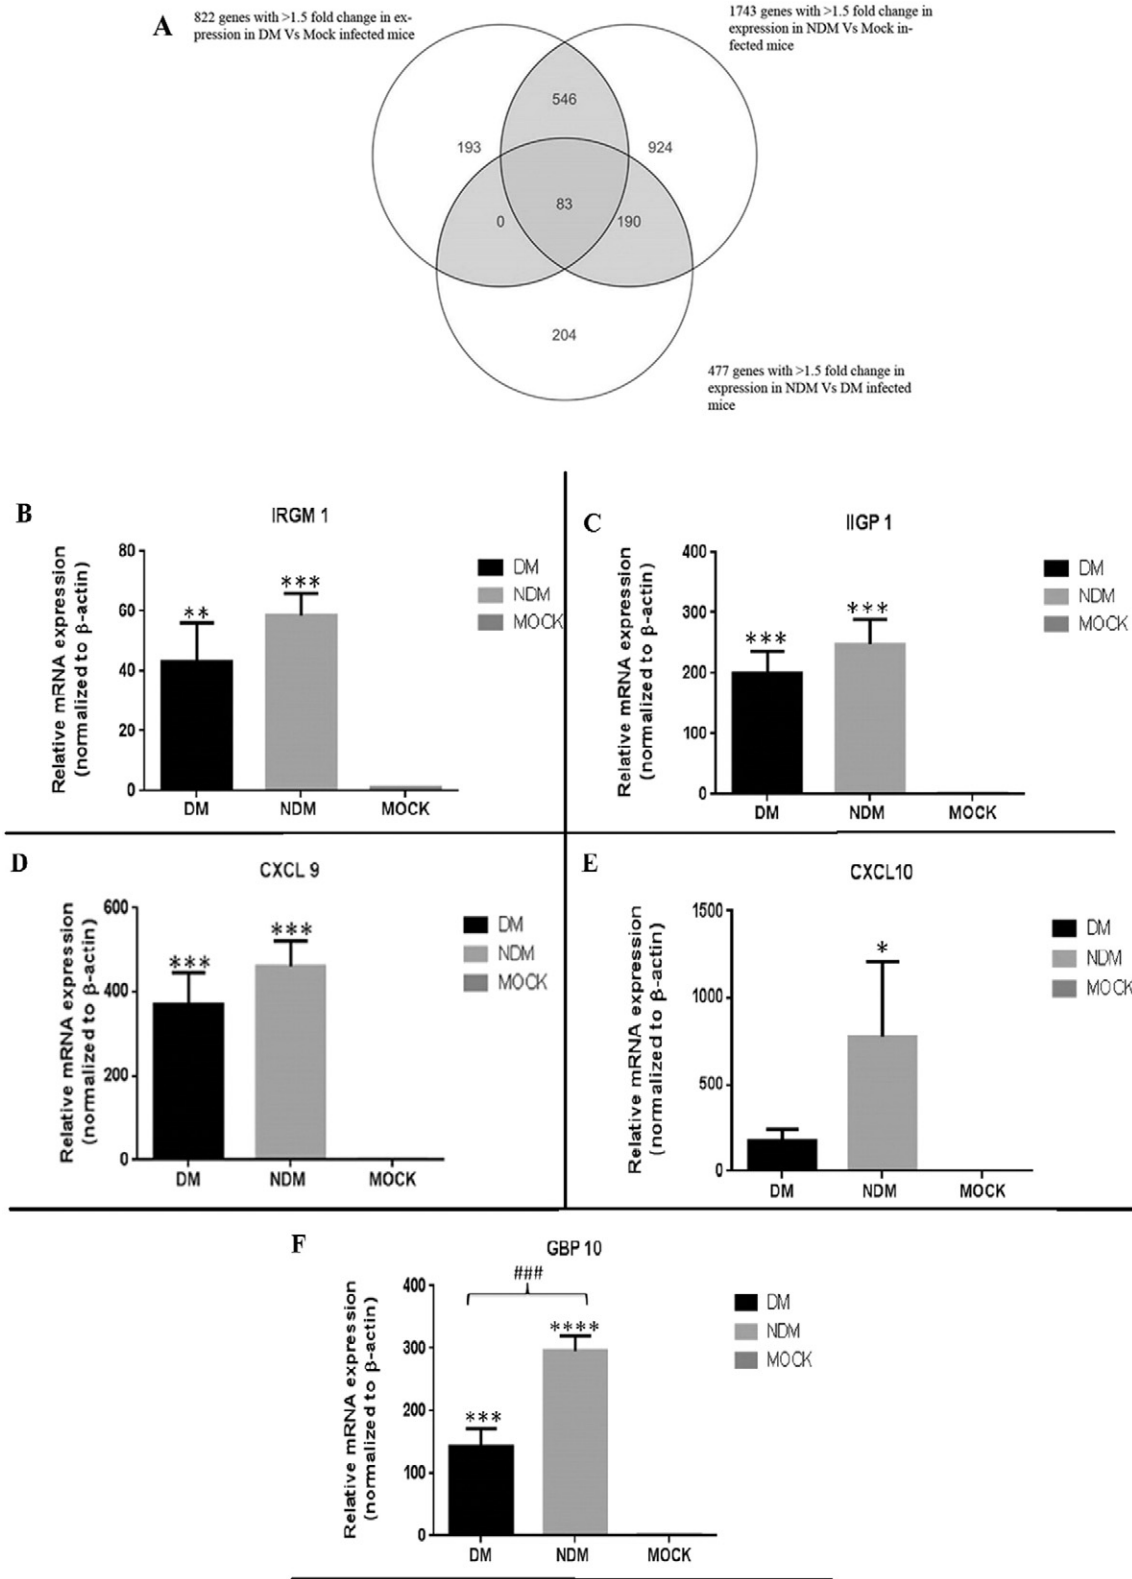 A
822 genes with >1.5 fold change in ex-
pression in DM Vs Mock infected mice
1743 genes with >1.5 fold change in
expression in NDM Vs Mock in-
fected mice
546
193
924
83
0
190
204
477 genes with >1.5 fold change in
expression in NDM Vs DM infected
mice
B
IRGM 1
Relative mRNA expression
(normalized to β-actin)
80
60
40
20
0
**
***
DM
NDM
MOCK
DM
NDM
MOCK
C
IIGP 1
Relative mRNA expression
(normalized to β-actin)
400
300
200
100
0
***
***
DM
NDM
MOCK
DM
NDM
MOCK
D
CXCL 9
Relative mRNA expression
(normalized to β-actin)
600
400
200
0
***
***
DM
NDM
MOCK
DM
NDM
MOCK
E
CXCL10
Relative mRNA expression
(normalized to β-actin)
1500
1000
500
0
*
DM
NDM
MOCK
DM
NDM
MOCK
F
GBP 10
Relative mRNA expression
(normalized to β-actin)
400
300
200
100
0
###
***
****
DM
NDM
MOCK
DM
NDM
MOCK